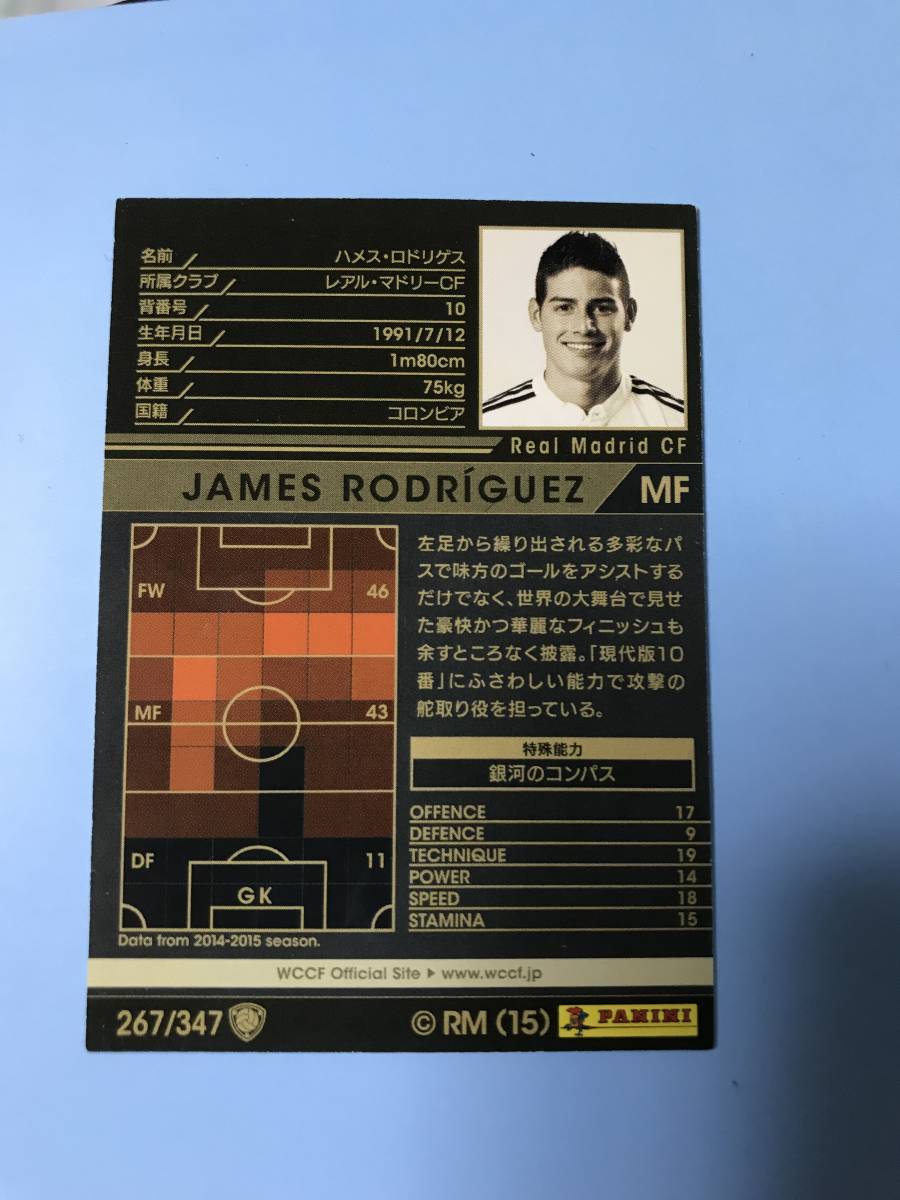 名前 ハメス・ロドリゲス
所属クラブ レアル・マドリーCF
背番号 10
生年月日 1991/7/12
身長 1m80cm
体重 75kg
国籍 コロンビア
Real Madrid CF
JAMES RODRÍGUEZ MF
FW 46
MF 43
DF 11
GK
Data from 2014-2015 season.
左足から繰り出される多彩なパ
スで味方のゴールをアシストする
だけでなく、世界の大舞台で見せ
た豪快かつ華麗なフィニッシュも
余すところなく披露。「現代版10
番」にふさわしい能力で攻撃の
舵取り役を担っている。
特殊能力
銀河のコンパス
OFFENCE 17
DEFENCE 9
TECHNIQUE 19
POWER 14
SPEED 18
STAMINA 15
WCCF Official Site ▶ www.wccf.jp
267/347 © RM (15) PANINI